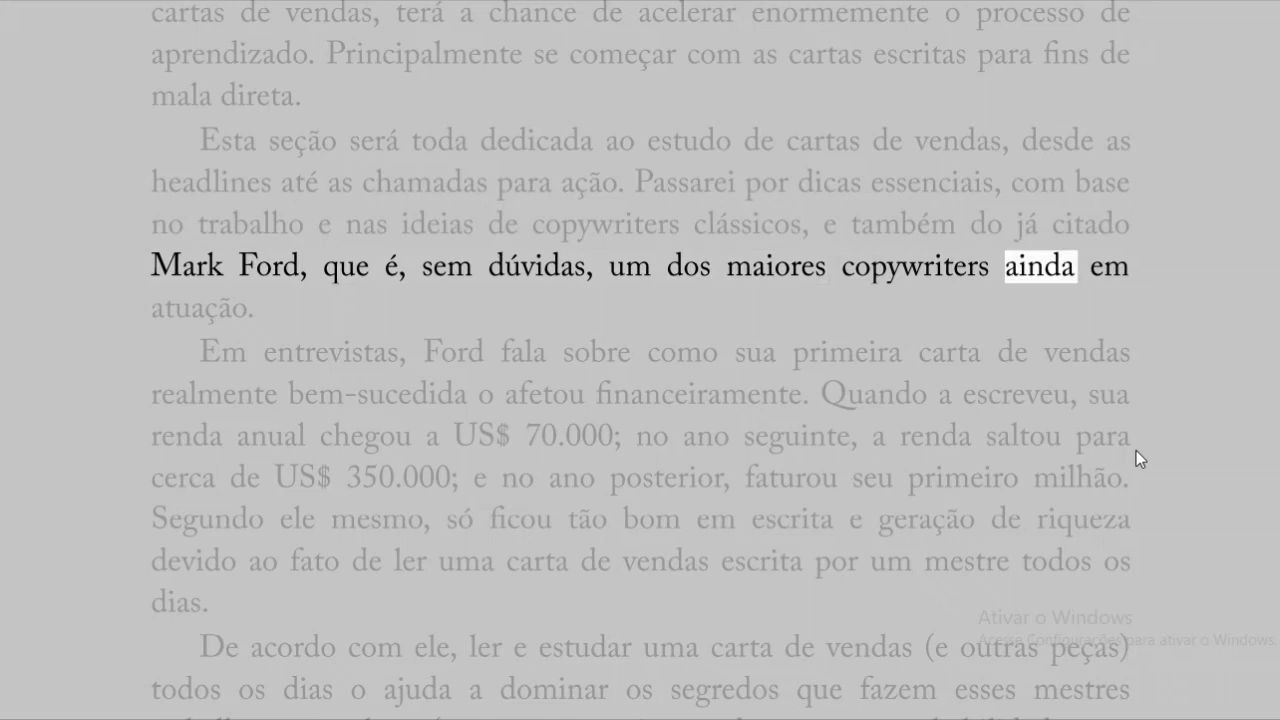 cartas de vendas, terá a chance de acelerar enormemente o processo de
aprendizado. Principalmente se começar com as cartas escritas para fins de
mala direta.
Esta seção será toda dedicada ao estudo de cartas de vendas, desde as
headlines até as chamadas para ação. Passarei por dicas essenciais, com base
no trabalho e nas ideias de copywriters clássicos, e também do já citado
Mark Ford, que é, sem dúvidas, um dos maiores copywriters ainda em
atuação.
Em entrevistas, Ford fala sobre como sua primeira carta de vendas
realmente bem-sucedida o afetou financeiramente. Quando a escreveu, sua
renda anual chegou a US$ 70.000; no ano seguinte, a renda saltou para
cerca de US$ 350.000; e no ano posterior, faturou seu primeiro milhão.
Segundo ele mesmo, só ficou tão bom em escrita e geração de riqueza
devido ao fato de ler uma carta de vendas escrita por um mestre todos os
dias.
Ativar o Windows
Acesse Configurações para ativar o Windows.
De acordo com ele, ler e estudar uma carta de vendas (e outras peças)
todos os dias o ajuda a dominar os segredos que fazem esses mestres